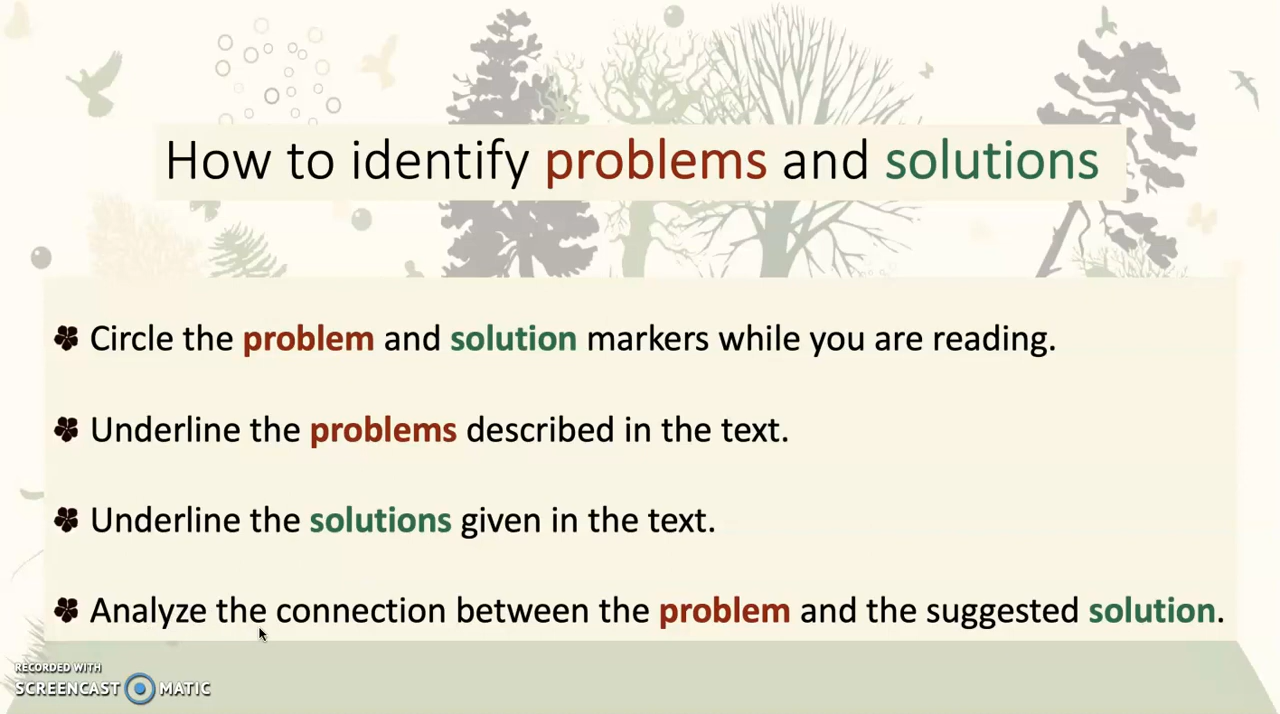 How to identify problems and solutions
Circle the problem and solution markers while you are reading.
Underline the problems described in the text.
Underline the solutions given in the text.
Analyze the connection between the problem and the suggested solution.
RECORDED WITH
SCREENCAST MATIC